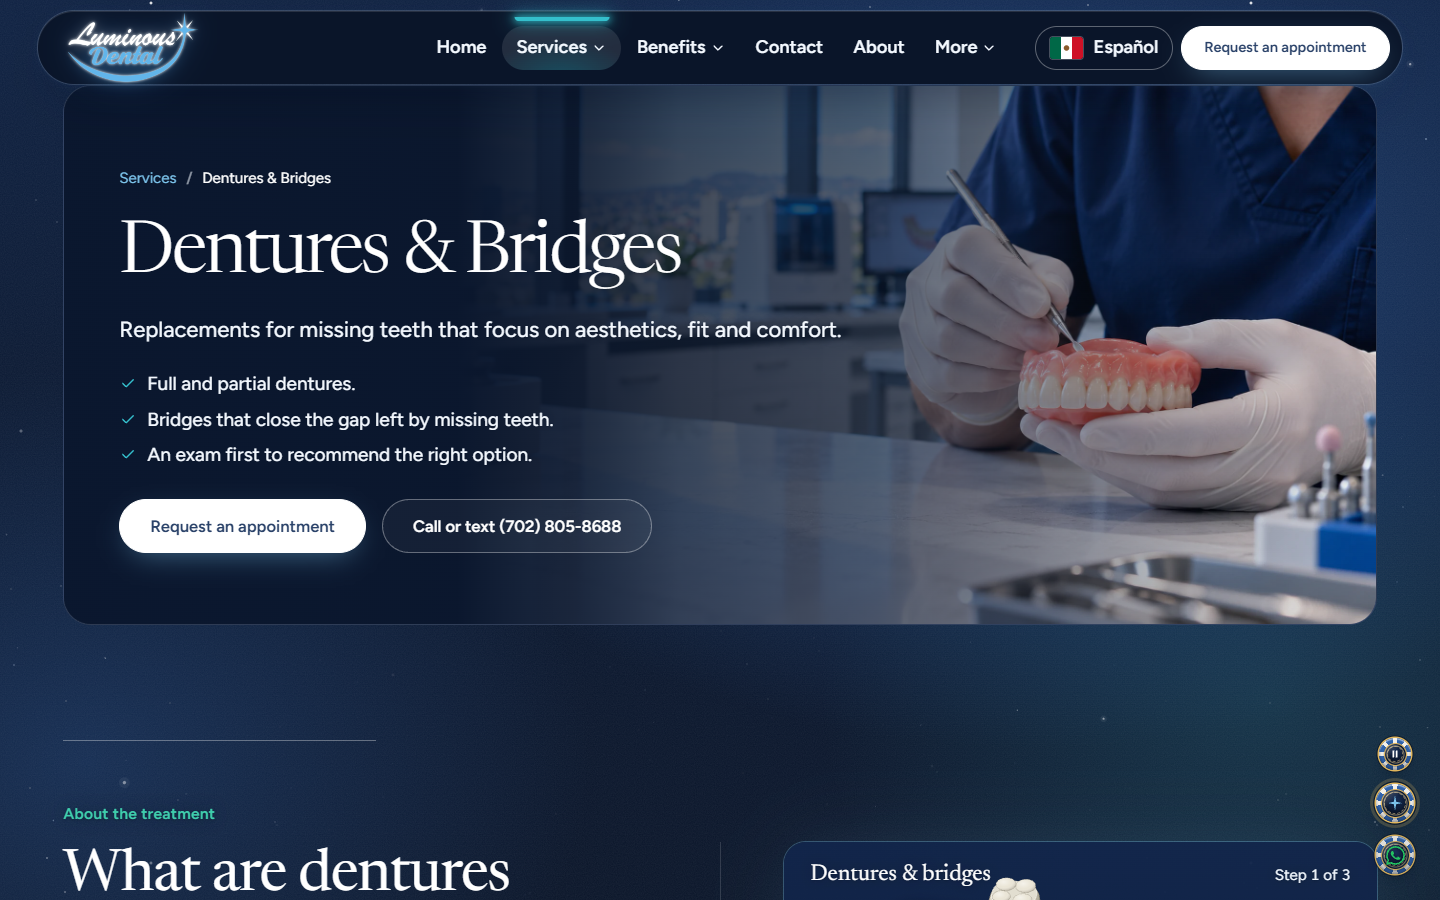 Luminous
Dental
Home
Services
Benefits
Contact
About
More
Español
Request an appointment
Services / Dentures & Bridges
Dentures & Bridges
Replacements for missing teeth that focus on aesthetics, fit and comfort.
Full and partial dentures.
Bridges that close the gap left by missing teeth.
An exam first to recommend the right option.
Request an appointment
Call or text (702) 805-8688
About the treatment
What are dentures
Dentures & bridges
Step 1 of 3